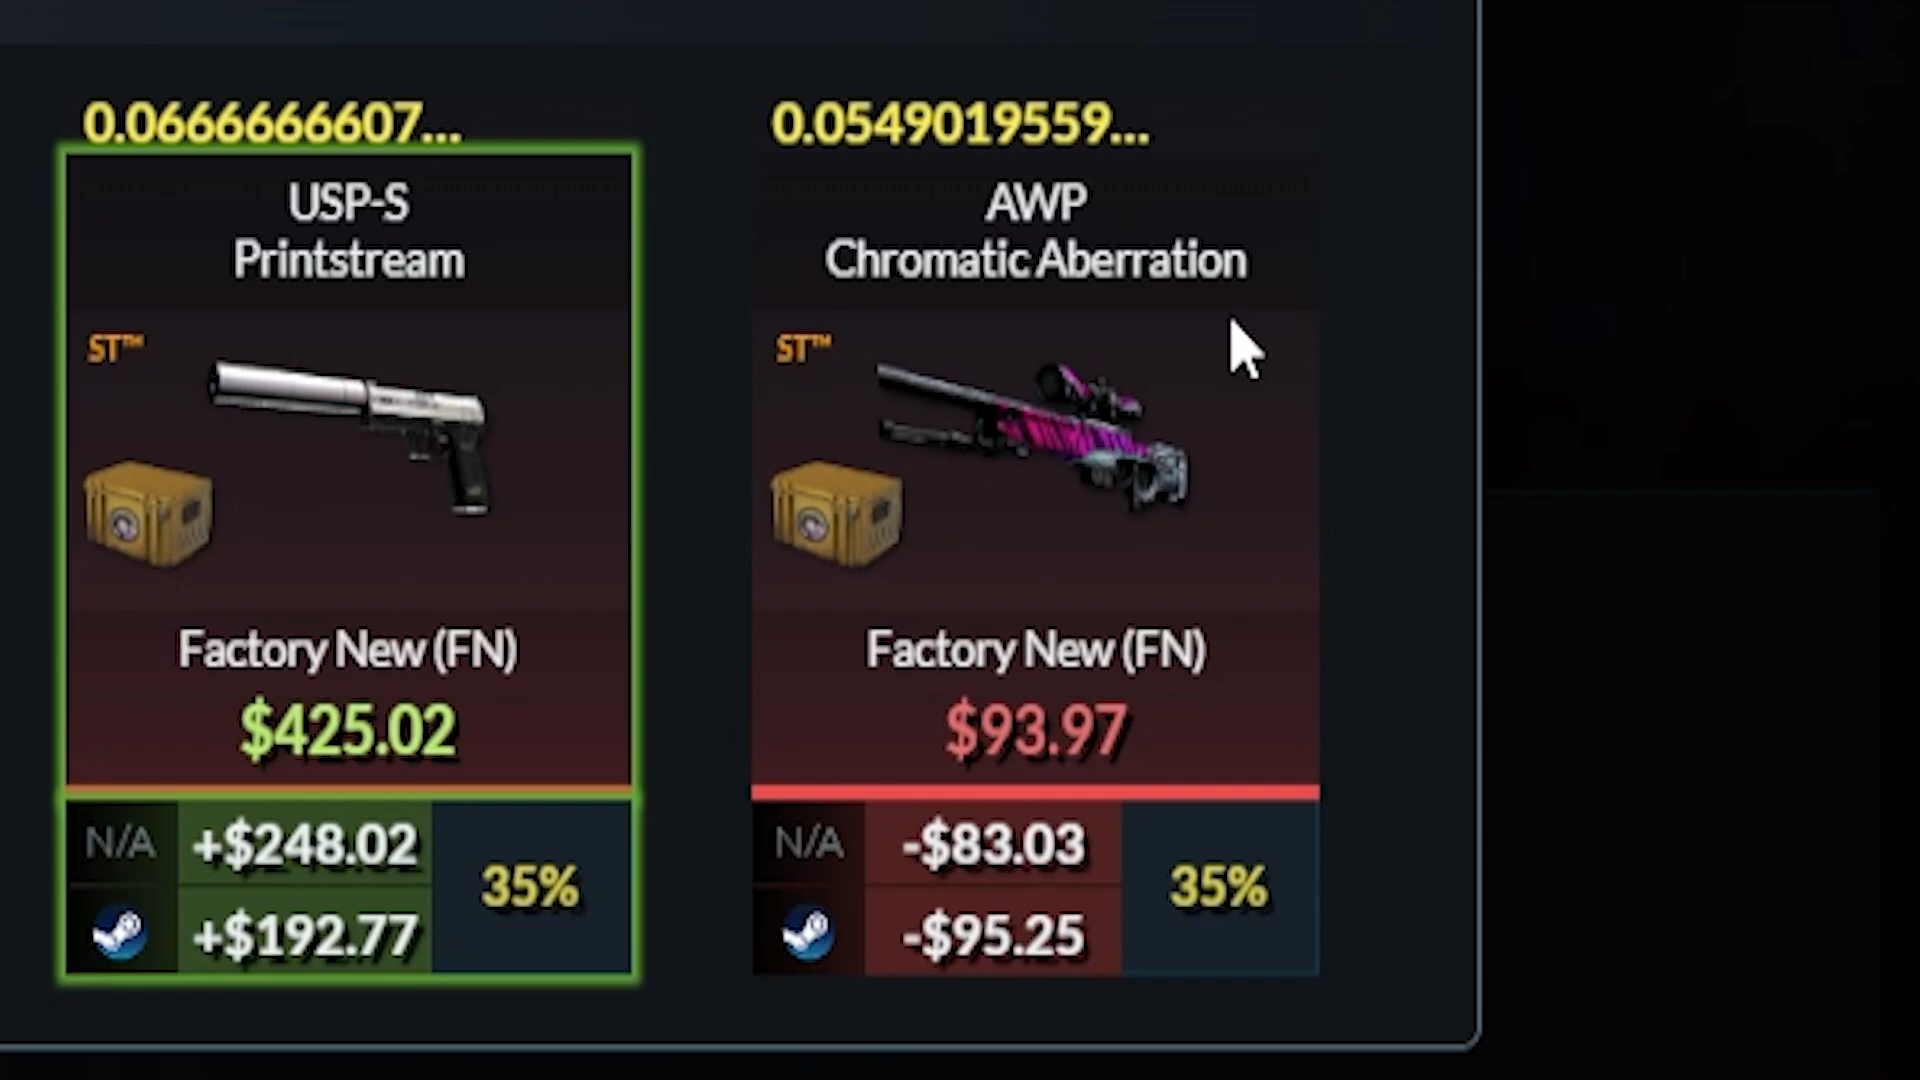 0.0666666607...
USP-S
Printstream
ST™
Factory New (FN)
$425.02
N/A
+$248.02
35%
+$192.77
0.0549019559...
AWP
Chromatic Aberration
ST™
Factory New (FN)
$93.97
N/A
-$83.03
35%
-$95.25